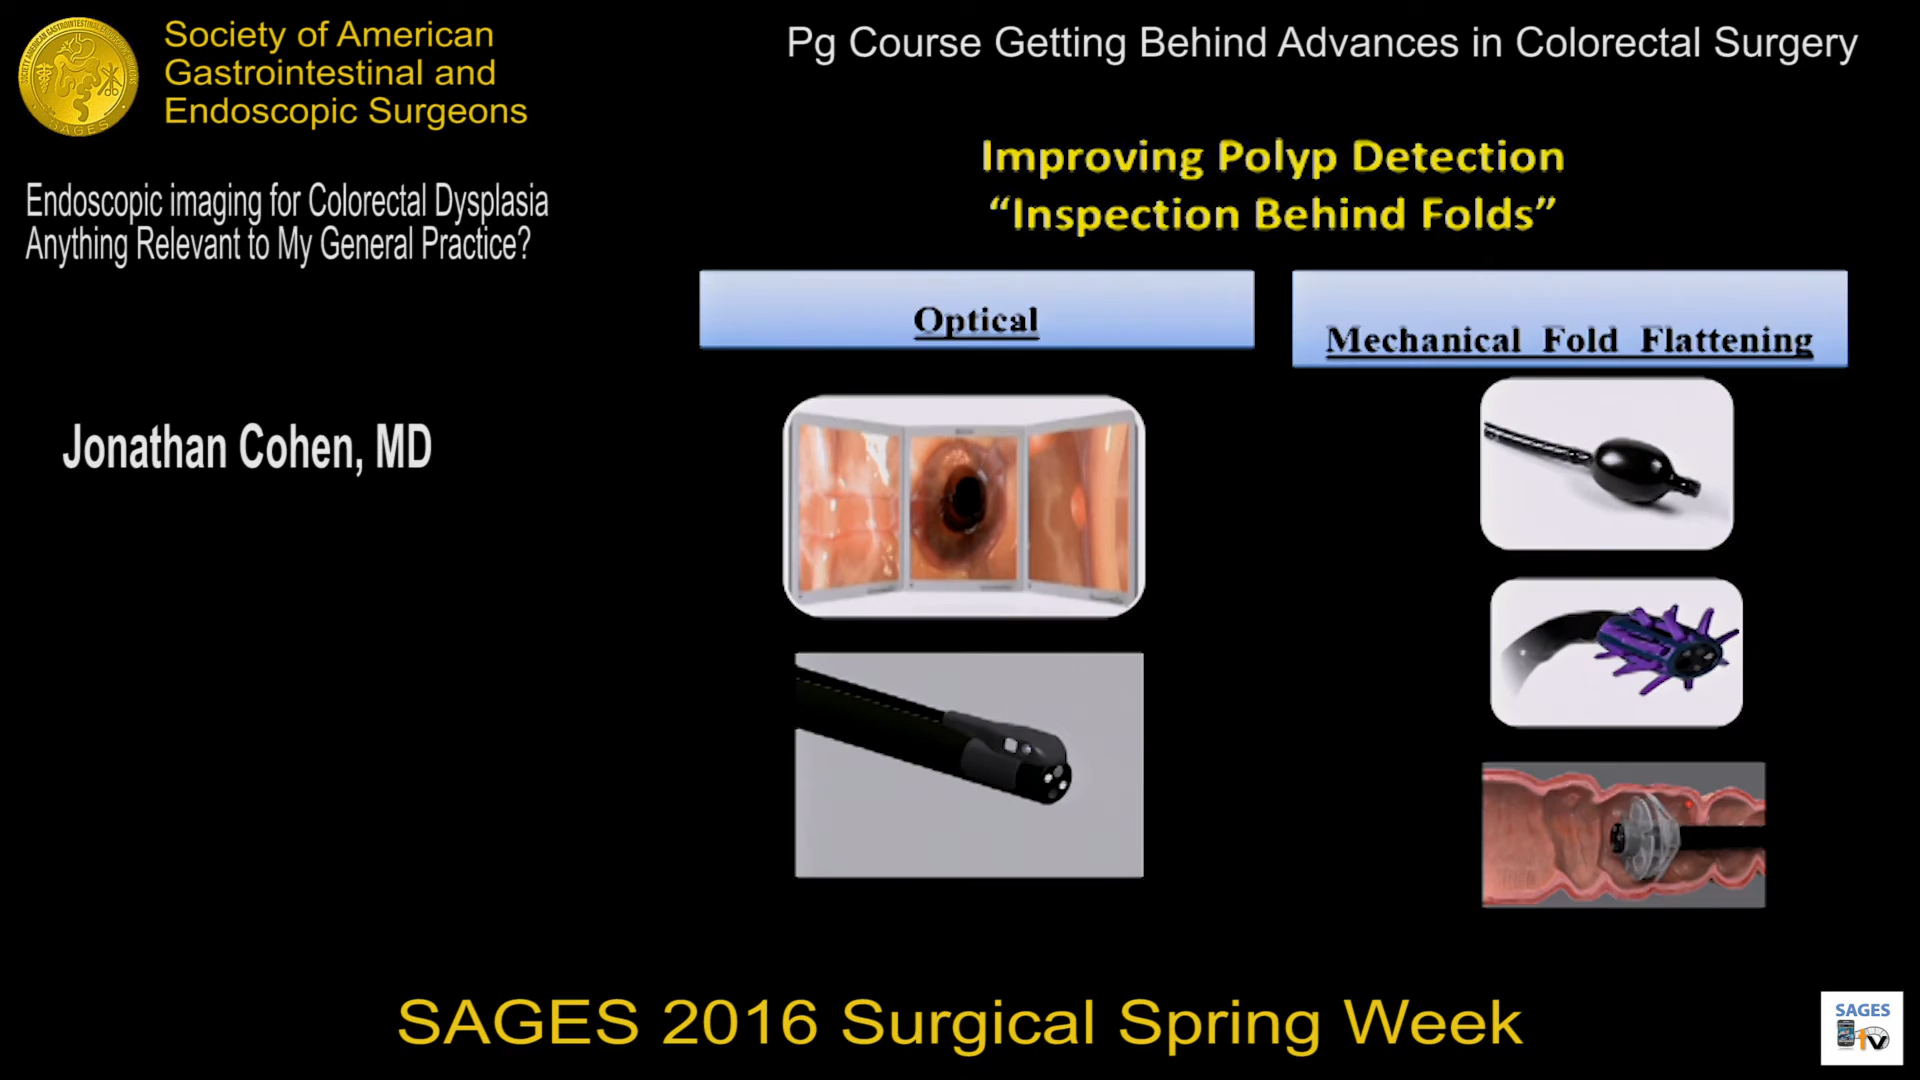 Society of American
Gastrointestinal and
Endoscopic Surgeons
Pg Course Getting Behind Advances in Colorectal Surgery
Endoscopic imaging for Colorectal Dysplasia
Anything Relevant to My General Practice?
Jonathan Cohen, MD
Improving Polyp Detection
“Inspection Behind Folds”
Optical
Mechanical Fold Flattening
SAGES 2016 Surgical Spring Week
SAGES
TV